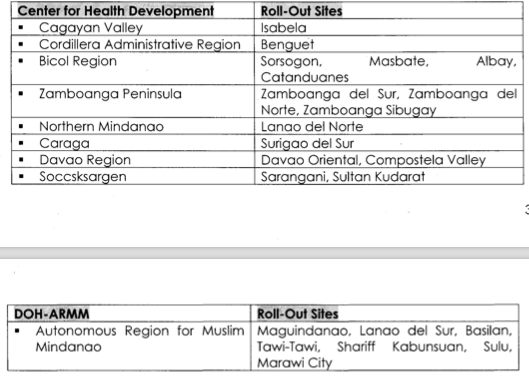 Center for Health Development Roll-Out Sites
▪ Cagayan Valley Isabela
▪ Cordillera Administrative Region Benguet
▪ Bicol Region Sorsogon, Masbate, Albay,
Catanduanes
▪ Zamboanga Peninsula Zamboanga del Sur, Zamboanga del
Norte, Zamboanga Sibugay
▪ Northern Mindanao Lanao del Norte
▪ Caraga Surigao del Sur
▪ Davao Region Davao Oriental, Compostela Valley
▪ Soccsksargen Sarangani, Sultan Kudarat
DOH-ARMM Roll-Out Sites
▪ Autonomous Region for Muslim Maguindanao, Lanao del Sur, Basilan,
Mindanao Tawi-Tawi, Shariff Kabunsuan, Sulu,
Marawi City